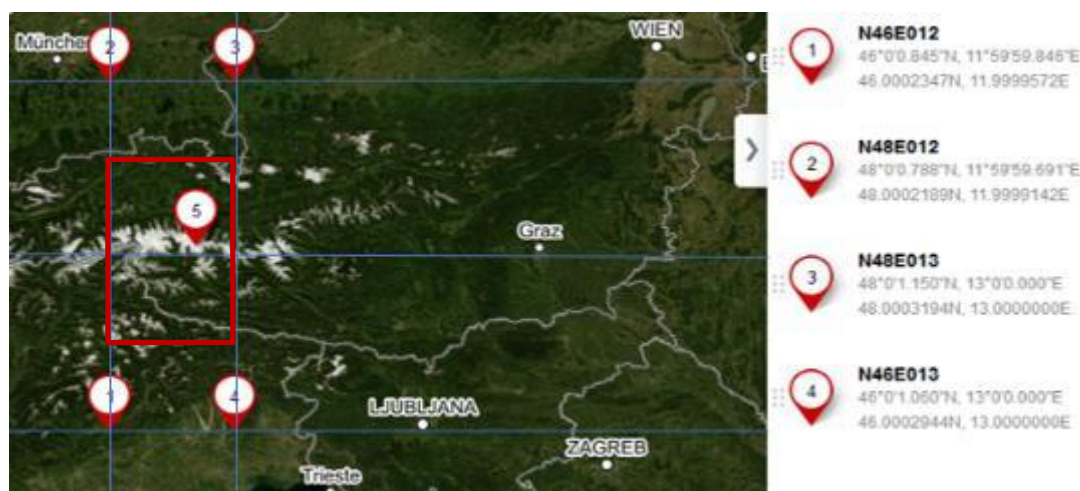 Münche
2
3
WIEN
5
Graz
1
4
LJUBLJANA
ZAGREB
Trieste
1
N46E012
46°0'0.845"N, 11°59'59.846"E
46.0002347N, 11.9999572E
2
N48E012
48°0'0.788"N, 11°59'59.691"E
48.0002189N, 11.9999142E
3
N48E013
48°0'1.150"N, 13°0'0.000"E
48.0003194N, 13.0000000E
4
N46E013
46°0'1.060"N, 13°0'0.000"E
46.0002944N, 13.0000000E